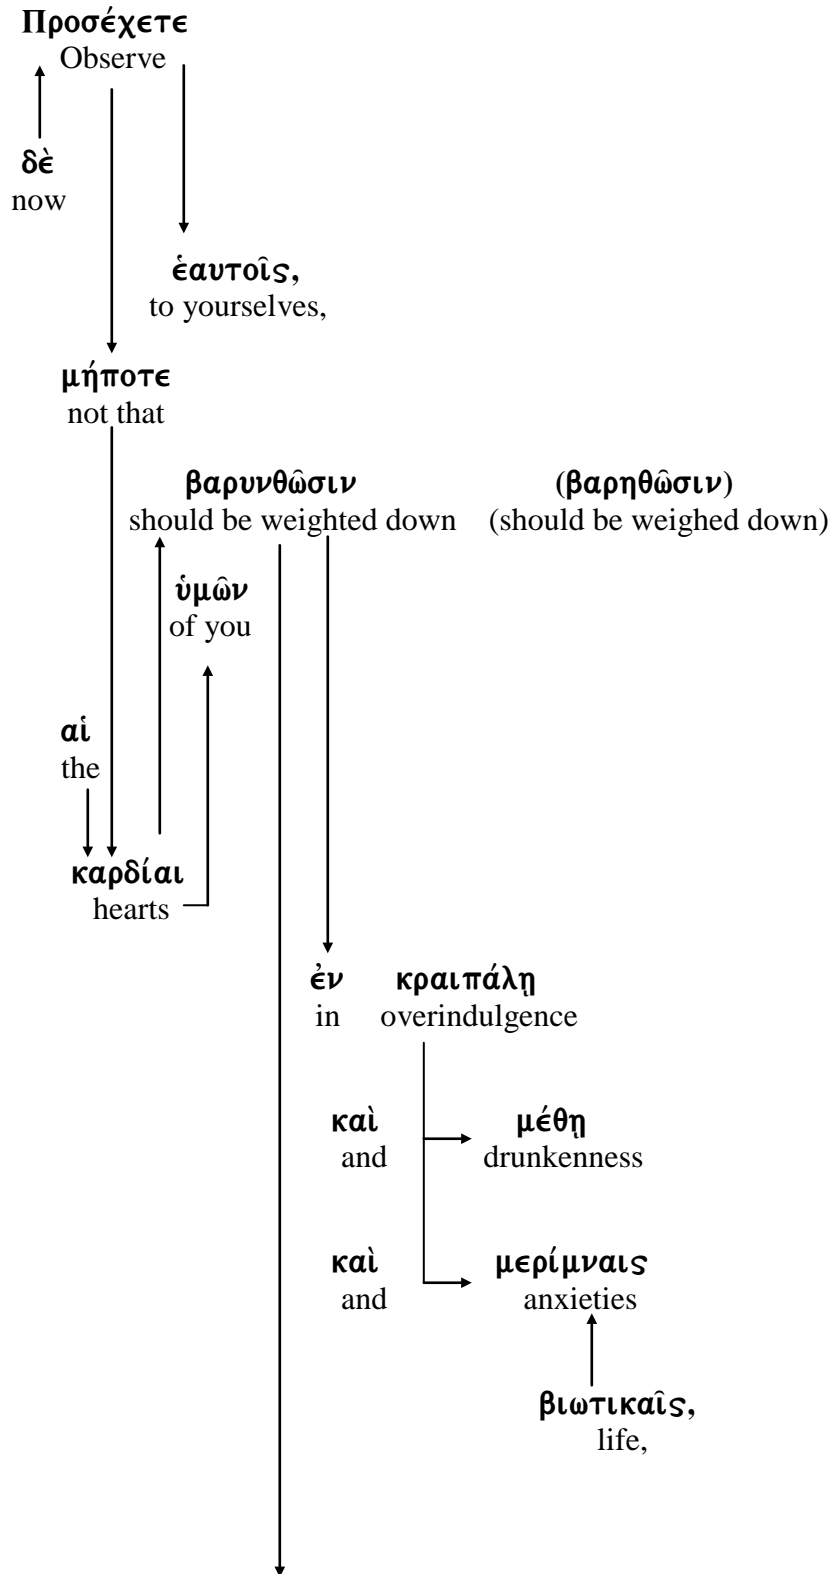 Προσέχετε
Observe
δὲ
now
ἑαυτοῖς,
to yourselves,
μήποτε
not that
βαρυνθῶσιν (βαρηθῶσιν)
should be weighted down (should be weighed down)
ὑμῶν
of you
αἱ
the
καρδίαι
hearts
ἐν κραιπάλῃ
in overindulgence
καὶ μέθῃ
and drunkenness
καὶ μερίμναις
and anxieties
βιωτικαῖς,
life,